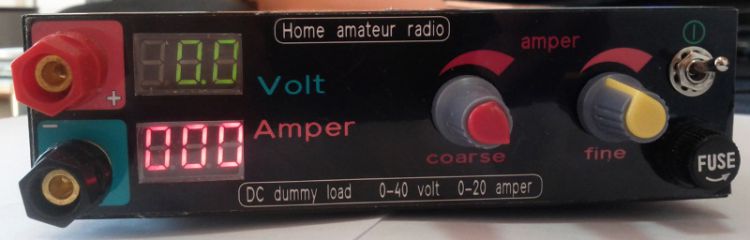 Home amateur radio
amper
0.0
Volt
+
-
000
Amper
coarse
fine
FUSE
DC dummy load 0-40 volt 0-20 amper